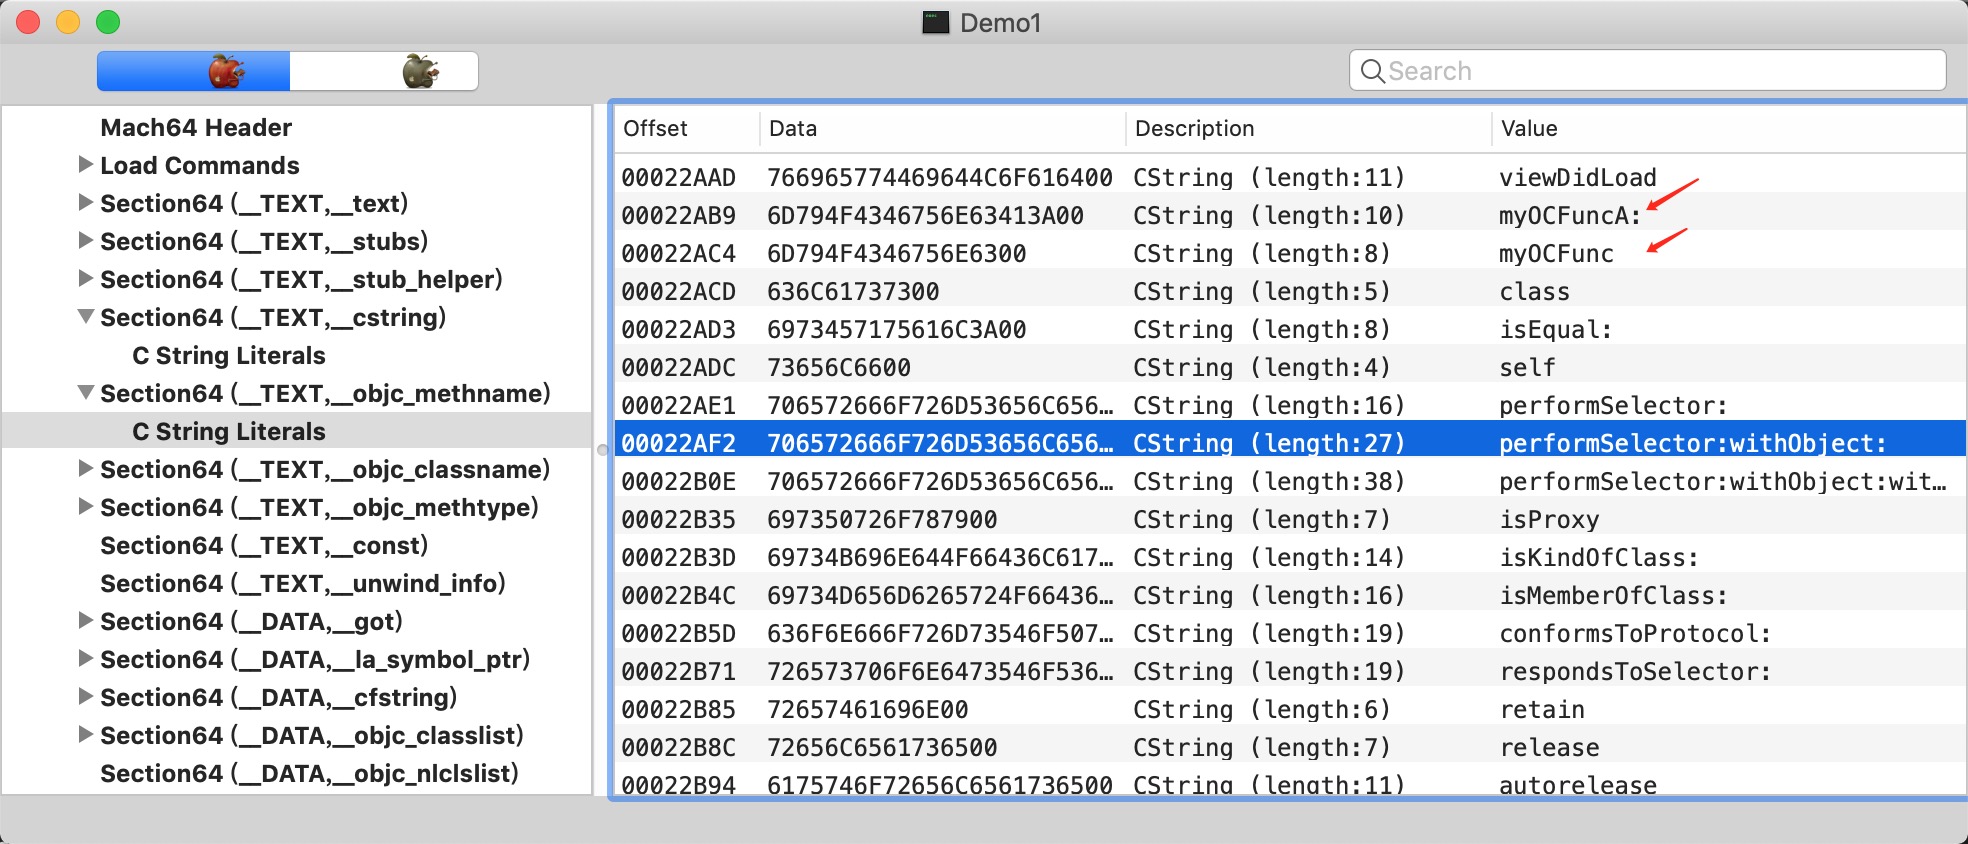 Demo1
Search
Mach64 Header
Load Commands
Section64 (__TEXT,__text)
Section64 (__TEXT,__stubs)
Section64 (__TEXT,__stub_helper)
Section64 (__TEXT,__cstring)
C String Literals
Section64 (__TEXT,__objc_methname)
C String Literals
Section64 (__TEXT,__objc_classname)
Section64 (__TEXT,__objc_methtype)
Section64 (__TEXT,__const)
Section64 (__TEXT,__unwind_info)
Section64 (__DATA,__got)
Section64 (__DATA,__la_symbol_ptr)
Section64 (__DATA,__cfstring)
Section64 (__DATA,__objc_classlist)
Section64 (__DATA,__objc_nlclslist)
Offset Data Description Value
00022AAD 766965774469644C6F616400 CString (length:11) viewDidLoad
00022AB9 6D794F4346756E63413A00 CString (length:10) myOCFuncA:
00022AC4 6D794F4346756E6300 CString (length:8) myOCFunc
00022ACD 636C61737300 CString (length:5) class
00022AD3 6973457175616C3A00 CString (length:8) isEqual:
00022ADC 73656C6600 CString (length:4) self
00022AE1 706572666F726D53656C656… CString (length:16) performSelector:
00022AF2 706572666F726D53656C656… CString (length:27) performSelector:withObject:
00022B0E 706572666F726D53656C656… CString (length:38) performSelector:withObject:wit…
00022B35 697350726F787900 CString (length:7) isProxy
00022B3D 69734B696E644F66436C617… CString (length:14) isKindOfClass:
00022B4C 69734D656D6265724F66436… CString (length:16) isMemberOfClass:
00022B5D 636F6E666F726D73546F507… CString (length:19) conformsToProtocol:
00022B71 726573706F6E6473546F536… CString (length:19) respondsToSelector:
00022B85 72657461696E00 CString (length:6) retain
00022B8C 72656C6561736500 CString (length:7) release
00022B94 6175746F72656C6561736500 CString (length:11) autorelease